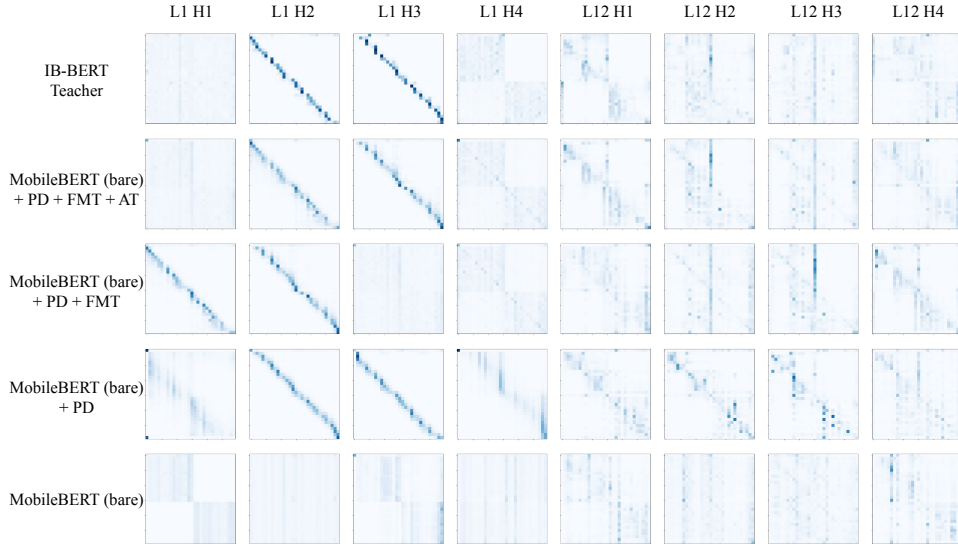 L1 H1 L1 H2 L1 H3 L1 H4 L12 H1 L12 H2 L12 H3 L12 H4
IB-BERT
Teacher
MobileBERT (bare)
+ PD + FMT + AT
MobileBERT (bare)
+ PD + FMT
MobileBERT (bare)
+ PD
MobileBERT (bare)